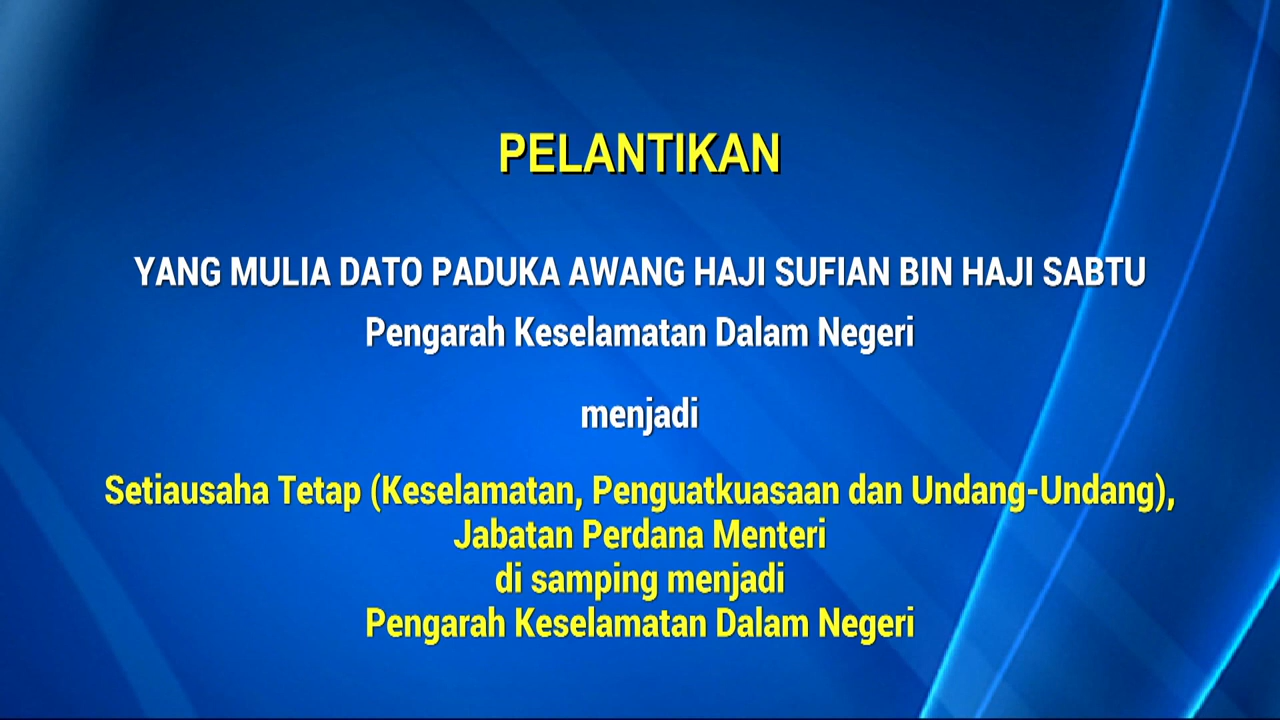 PELANTIKAN
YANG MULIA DATO PADUKA AWANG HAJI SUFIAN BIN HAJI SABTU
Pengarah Keselamatan Dalam Negeri
menjadi
Setiausaha Tetap (Keselamatan, Penguatkuasaan dan Undang-Undang),
Jabatan Perdana Menteri
di samping menjadi
Pengarah Keselamatan Dalam Negeri